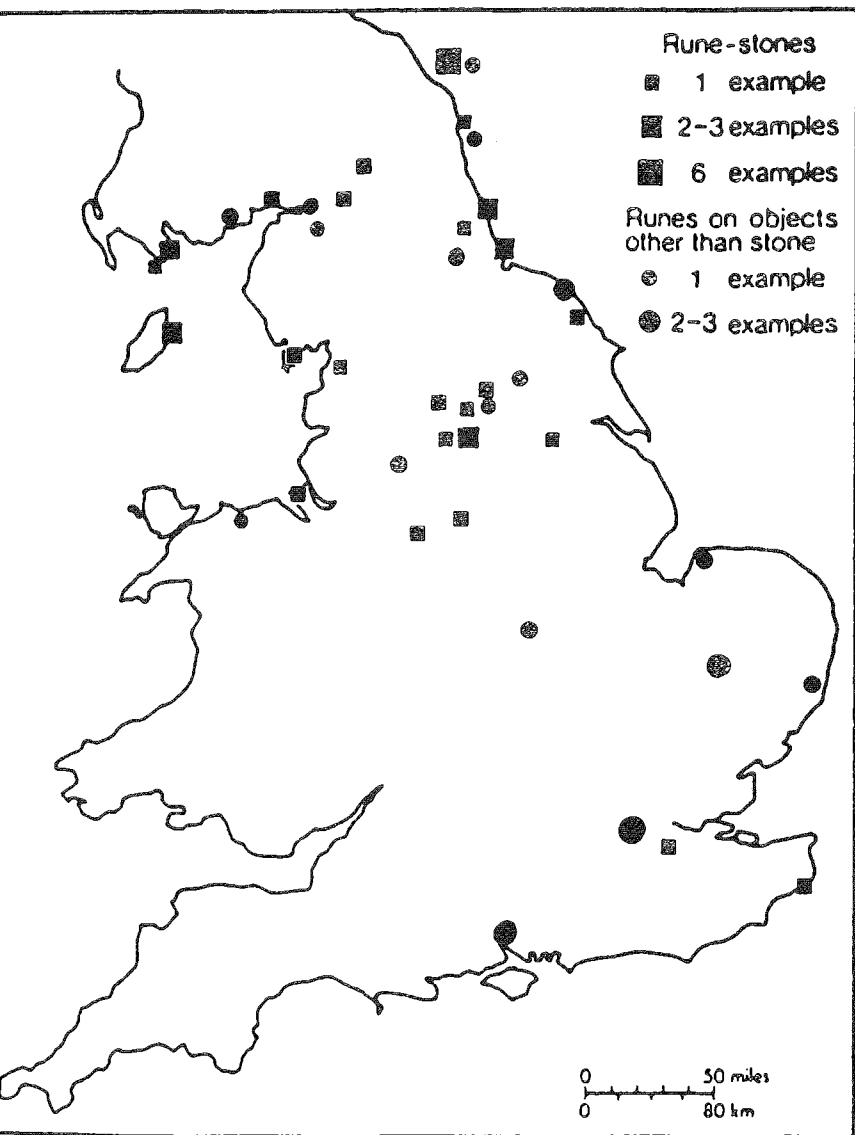 Rune-stones
1 example
2-3 examples
6 examples
Runes on objects
other than stone
1 example
2-3 examples
0 50 miles
0 80 km